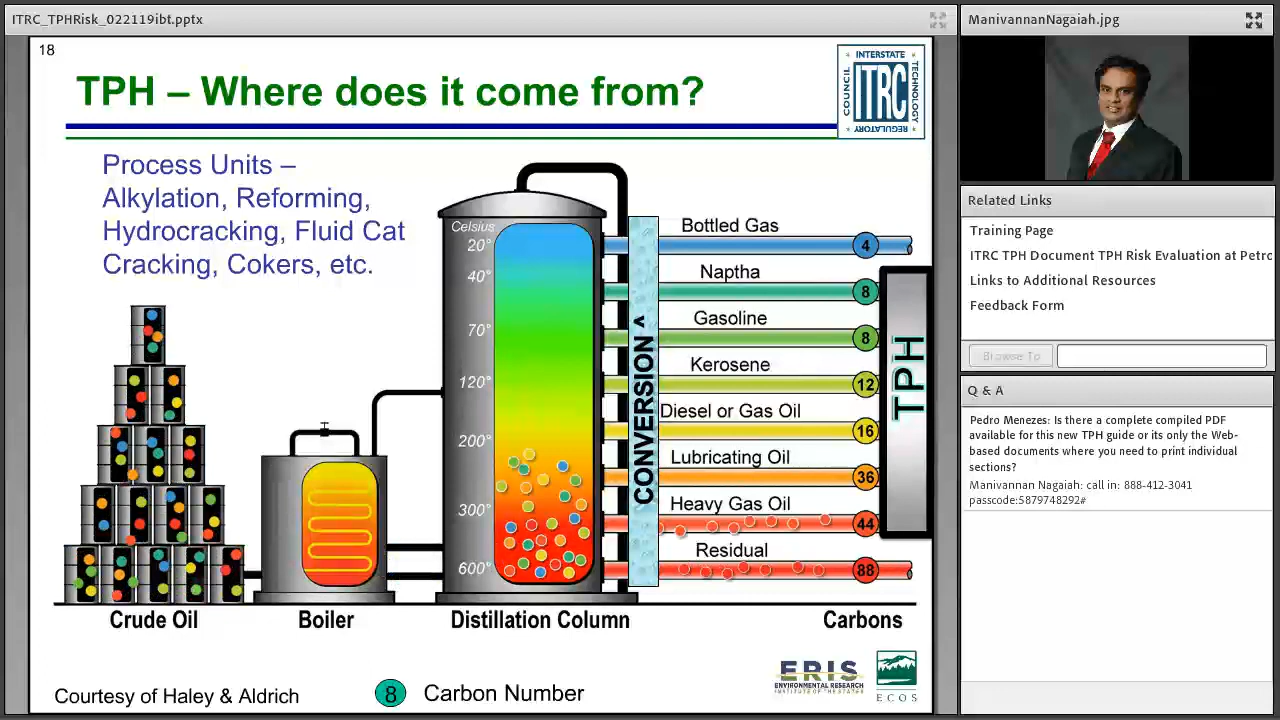 ITRC_TPHRisk_022119ibt.pptx
18
TPH – Where does it come from?
INTERSTATE
COUNCIL
ITRC
TECHNOLOGY
REGULATORY
Process Units –
Alkylation, Reforming,
Hydrocracking, Fluid Cat
Cracking, Cokers, etc.
Celsius
20°
40°
70°
120°
200°
300°
600°
CONVERSION
Bottled Gas
4
Naptha
8
Gasoline
8
Kerosene
12
Diesel or Gas Oil
16
Lubricating Oil
36
Heavy Gas Oil
44
Residual
88
TPH
Crude Oil
Boiler
Distillation Column
Carbons
Courtesy of Haley & Aldrich
8 Carbon Number
ERIS
ENVIRONMENTAL RESEARCH
INSTITUTE OF THE STATES
ECOS
ManivannanNagaiah.jpg
Related Links
Training Page
ITRC TPH Document TPH Risk Evaluation at Petrc
Links to Additional Resources
Feedback Form
Browse To
Q & A
Pedro Menezes: Is there a complete compiled PDF
available for this new TPH guide or its only the Web-
based documents where you need to print individual
sections?
Manivannan Nagaiah: call in: 888-412-3041
passcode:5879748292#